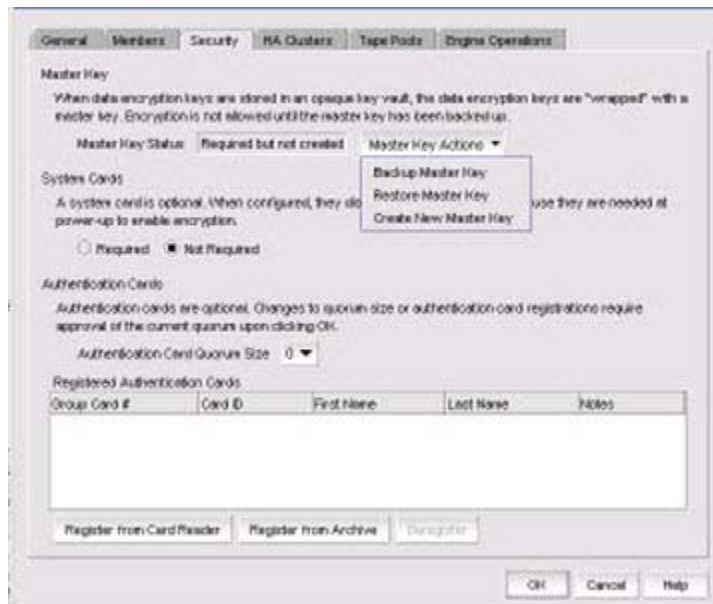 General Members Security HA Clusters Tape Pools Engine Operations
Master Key
When data encryption keys are stored in an opaque key vault, the data encryption keys are "wrapped" with a
master key. Encryption is not allowed until the master key has been backed up.
Master Key Status Required but not created Master Key Actions
Backup Master Key
System Cards
Restore Master Key
A system card is optional. When configured, they use they are needed at
Create New Master Key
power-up to enable encryption.
Required Not Required
Authentication Cards
Authentication cards are optional. Changes to quorum size or authentication card registrations require
approval of the current quorum upon clicking OK.
Authentication Card Quorum Size 0
Registered Authentication Cards
Group Card # Card ID First Name Last Name Notes
Register from Card Reader Register from Archive Deregister
OK Cancel Help